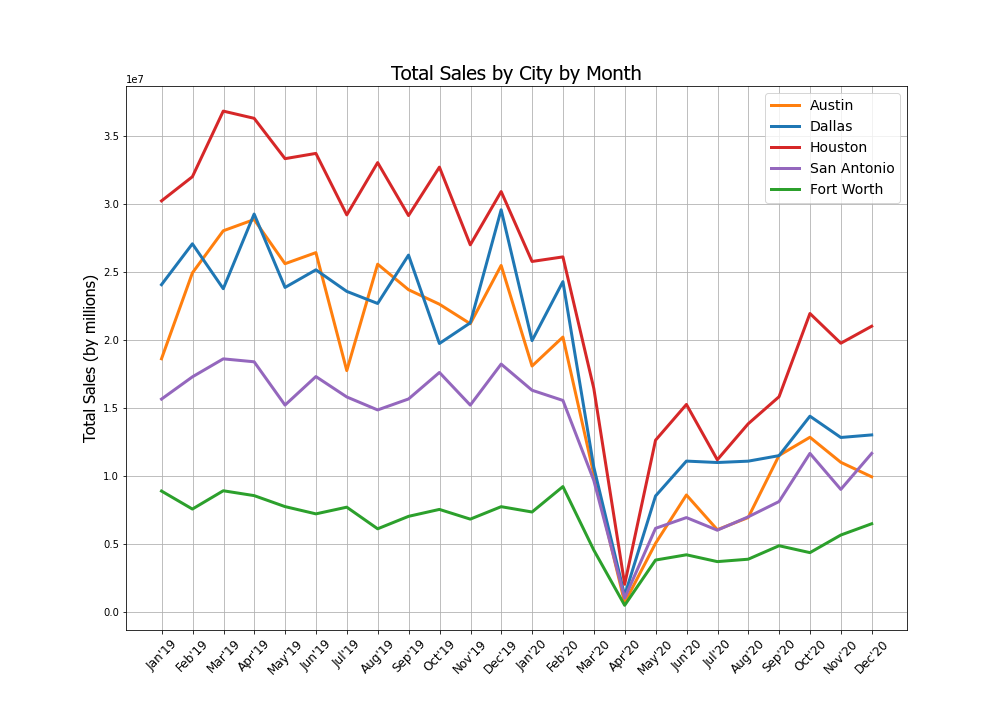 Total Sales by City by Month
1e7
Austin
Dallas
Houston
San Antonio
Fort Worth
3.5
3.0
2.5
2.0
1.5
1.0
0.5
0.0
Total Sales (by millions)
Jan'19
Feb'19
Mar'19
Apr'19
May'19
Jun'19
Jul'19
Aug'19
Sep'19
Oct'19
Nov'19
Dec'19
Jan'20
Feb'20
Mar'20
Apr'20
May'20
Jun'20
Jul'20
Aug'20
Sep'20
Oct'20
Nov'20
Dec'20